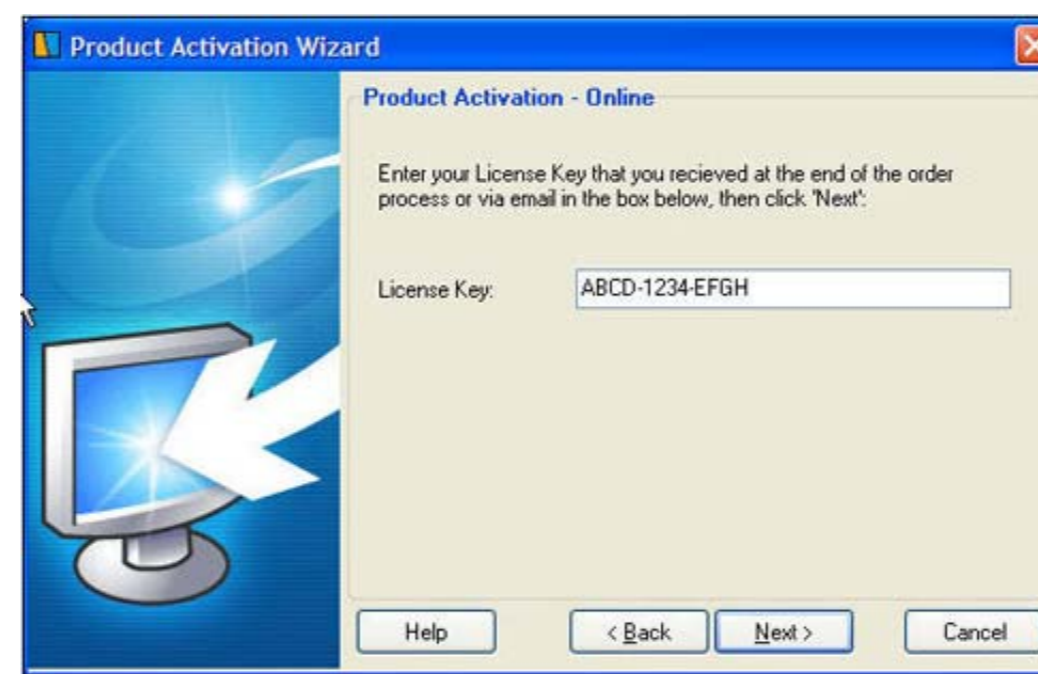 Product Activation Wizard
Product Activation - Online
Enter your License Key that you recieved at the end of the order
process or via email in the box below, then click 'Next':
License Key: ABCD-1234-EFGH
Help < Back Next > Cancel